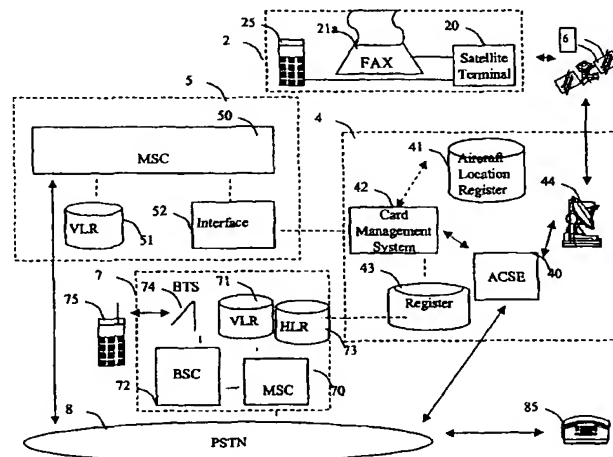 25
21a
20
2
FAX
Satellite
Terminal
6
5
50
MSC
4
41
Aircraft
Location
Register
44
42
Card
Management
System
VLR
51
52
Interface
43
ACSE
40
Register
7
74
BTS
71
75
VLR
HLR
73
BSC
72
MSC
70
8
PSTN
85